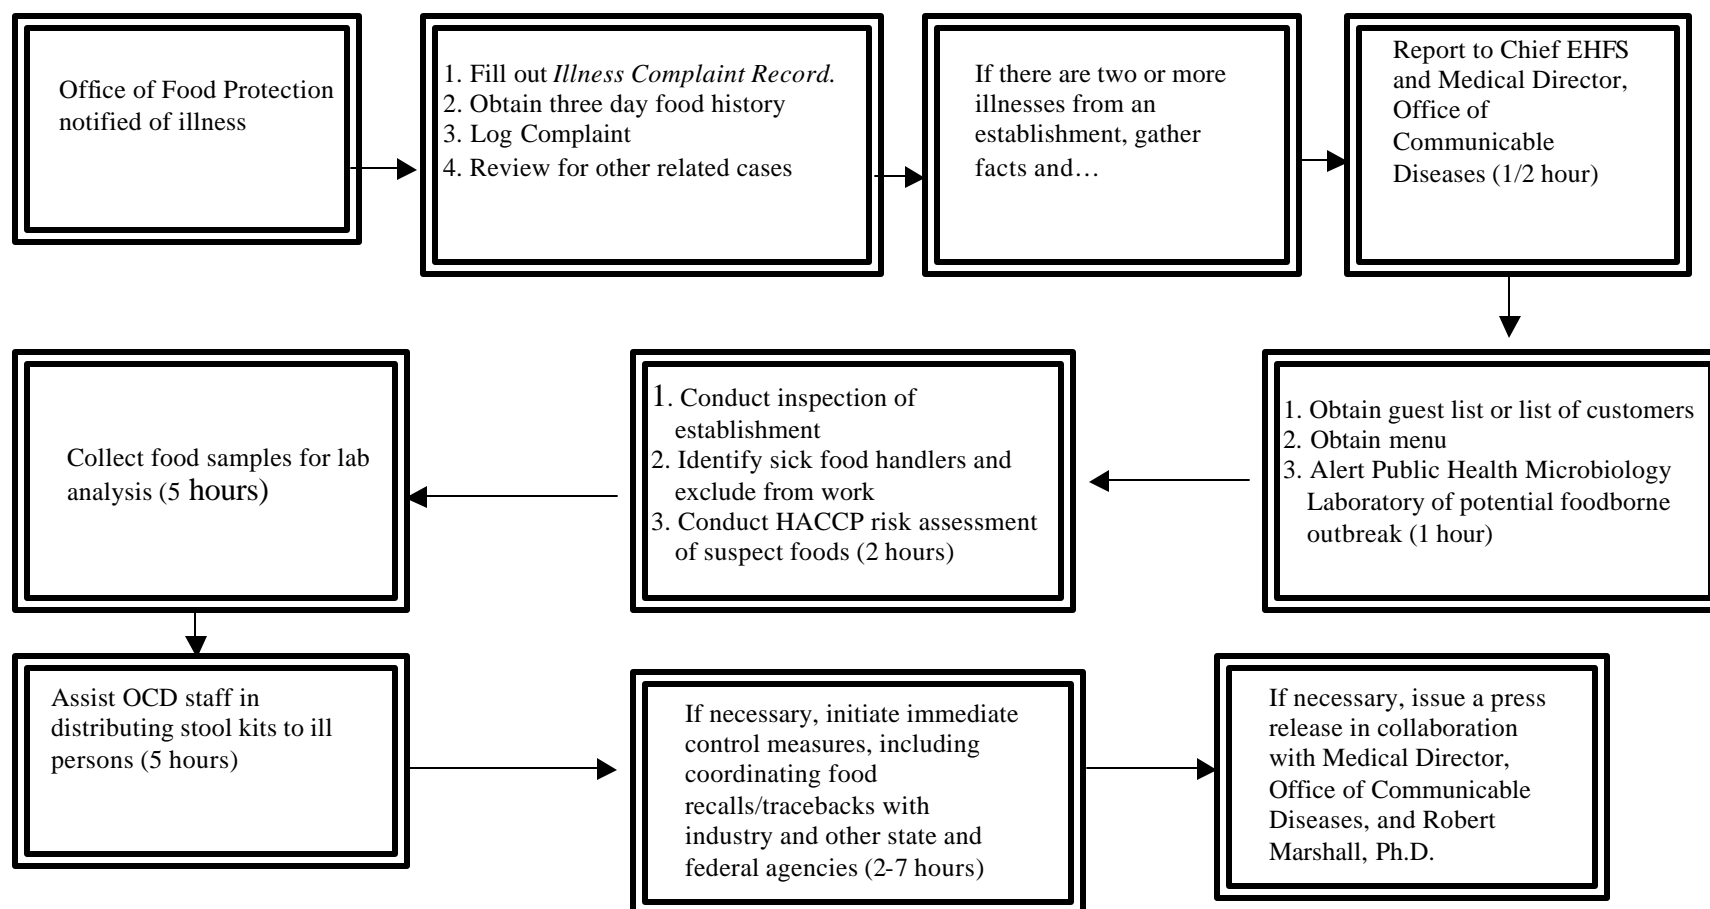 Office of Food Protection
notified of illness
1. Fill out Illness Complaint Record.
2. Obtain three day food history
3. Log Complaint
4. Review for other related cases
If there are two or more
illnesses from an
establishment, gather
facts and…
Report to Chief EHFS
and Medical Director,
Office of
Communicable
Diseases (1/2 hour)
1. Obtain guest list or list of customers
2. Obtain menu
3. Alert Public Health Microbiology
Laboratory of potential foodborne
outbreak (1 hour)
1. Conduct inspection of
establishment
2. Identify sick food handlers and
exclude from work
3. Conduct HACCP risk assessment
of suspect foods (2 hours)
Collect food samples for lab
analysis (5 hours)
Assist OCD staff in
distributing stool kits to ill
persons (5 hours)
If necessary, initiate immediate
control measures, including
coordinating food
recalls/tracebacks with
industry and other state and
federal agencies (2-7 hours)
If necessary, issue a press
release in collaboration
with Medical Director,
Office of Communicable
Diseases, and Robert
Marshall, Ph.D.